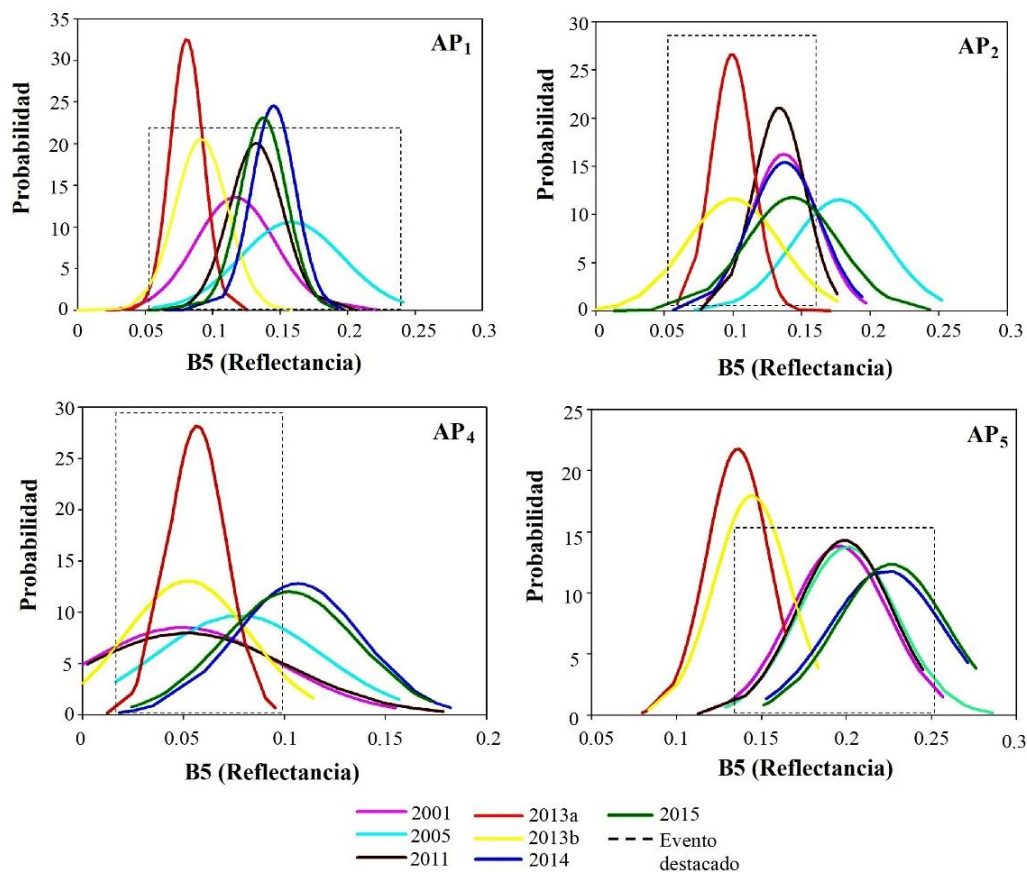 AP1
Probabilidad
35
30
25
20
15
10
5
0
0 0.05 0.1 0.15 0.2 0.25 0.3
B5 (Reflectancia)
AP2
Probabilidad
30
25
20
15
10
5
0
0 0.05 0.1 0.15 0.2 0.25 0.3
B5 (Reflectancia)
AP4
Probabilidad
30
25
20
15
10
5
0
0 0.05 0.1 0.15 0.2
B5 (Reflectancia)
AP5
Probabilidad
25
20
15
10
5
0
0.05 0.1 0.15 0.2 0.25 0.3
B5 (Reflectancia)
2001 2013a 2015
2005 2013b Evento
2011 2014 destacado